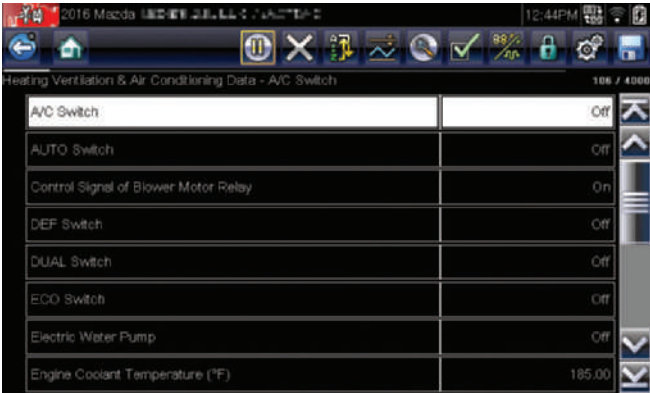 2016 Mazda
12:44PM
Heating Ventilation & Air Conditioning Data - A/C Switch
106 / 4000
A/C Switch Off
AUTO Switch Off
Control Signal of Blower Motor Relay On
DEF Switch Off
DUAL Switch Off
ECO Switch Off
Electric Water Pump Off
Engine Coolant Temperature (°F) 185.00